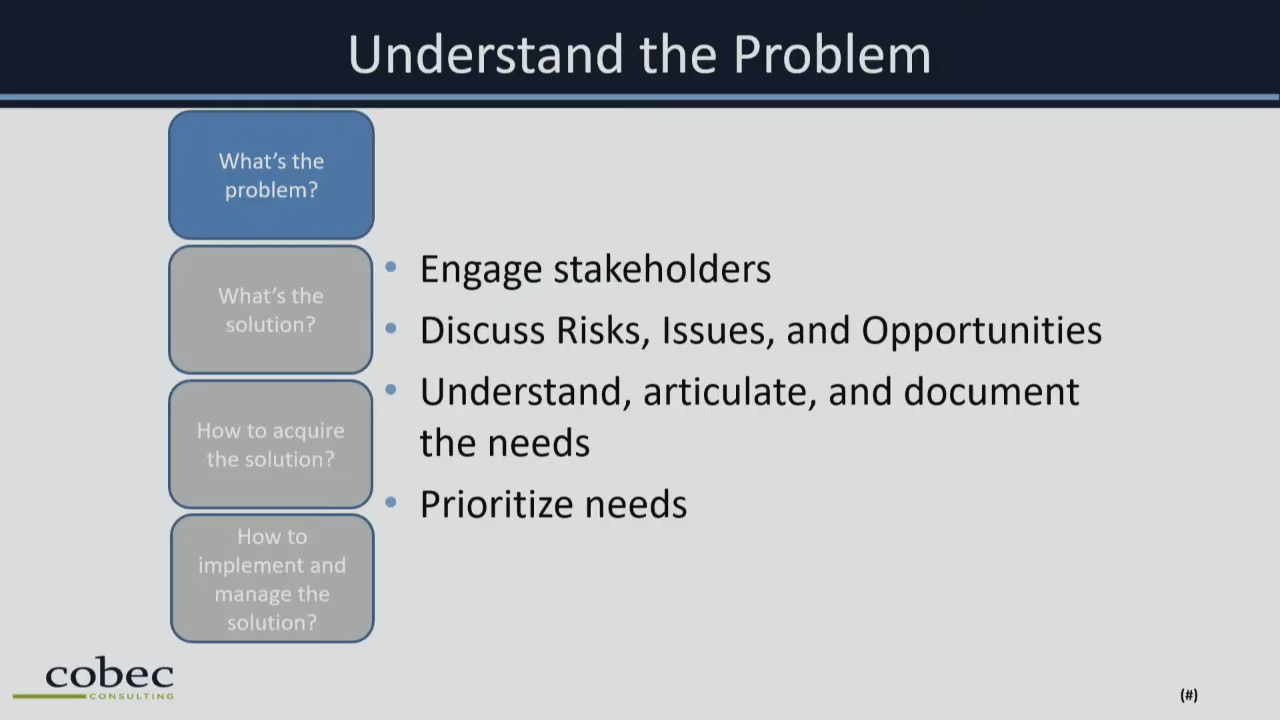 Understand the Problem
What's the
problem?
What's the
solution?
How to acquire
the solution?
How to
implement and
manage the
solution?
• Engage stakeholders
• Discuss Risks, Issues, and Opportunities
• Understand, articulate, and document
the needs
• Prioritize needs
cobec
CONSULTING
(#)